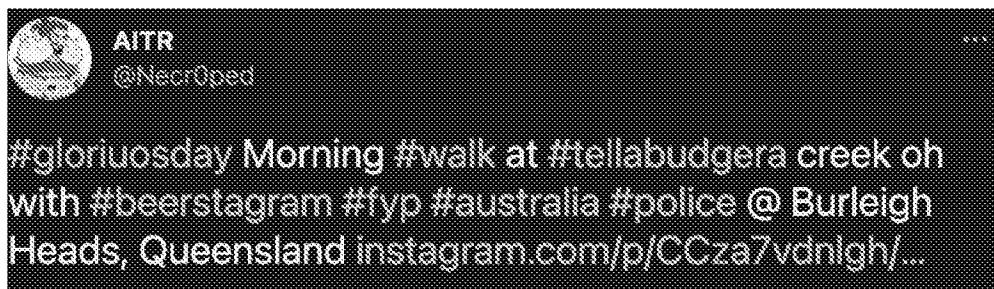 AITR
...
@Necr0ped
#gloriuosday Morning #walk at #tellabudgera creek oh
with #beerstagram #fyp #australia #police @ Burleigh
Heads, Queensland instagram.com/p/CCza7vdnlgh/...